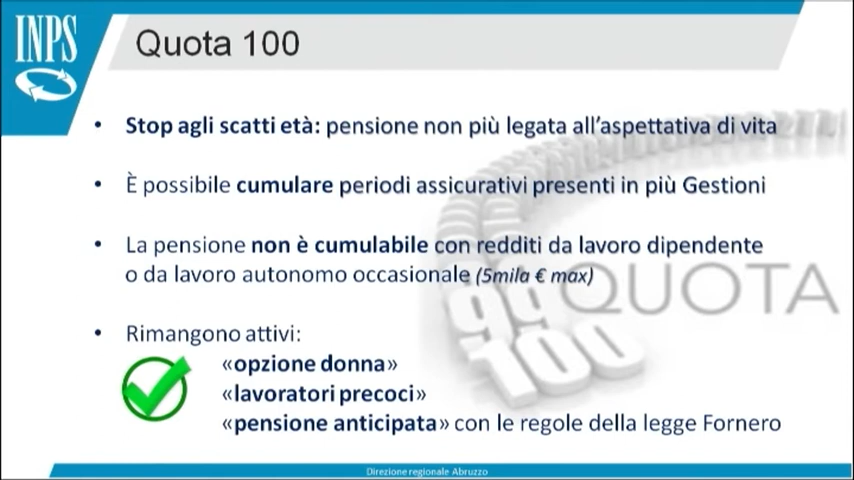 INPS
Quota 100
• Stop agli scatti età: pensione non più legata all'aspettativa di vita
• È possibile cumulare periodi assicurativi presenti in più Gestioni
• La pensione non è cumulabile con redditi da lavoro dipendente
o da lavoro autonomo occasionale (5mila € max)
• Rimangono attivi:
«opzione donna»
«lavoratori precoci»
«pensione anticipata» con le regole della legge Fornero
99
100
QUOTA
Direzione regionale Abruzzo